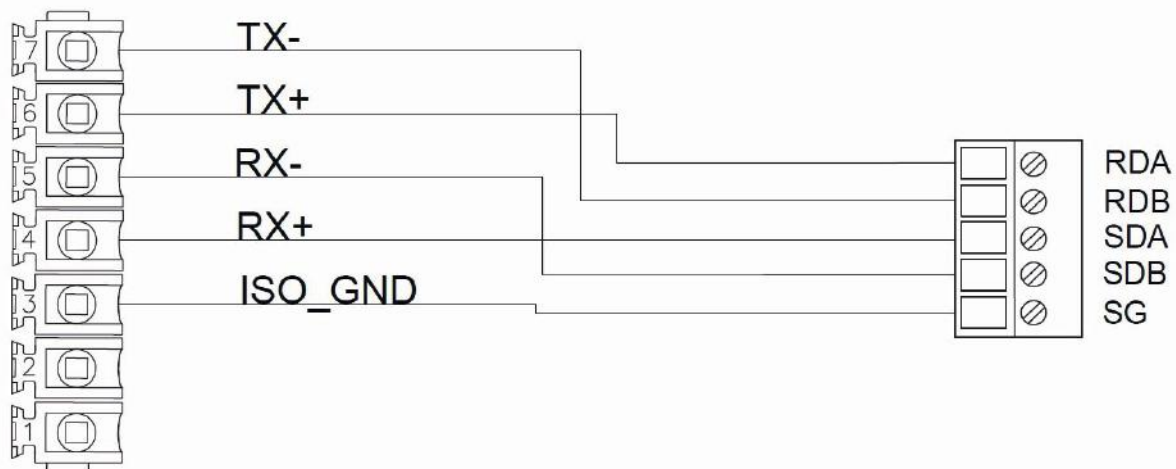 7 TX-
6 TX+
5 RX-
4 RX+
3 ISO_GND
2
1
RDA
RDB
SDA
SDB
SG